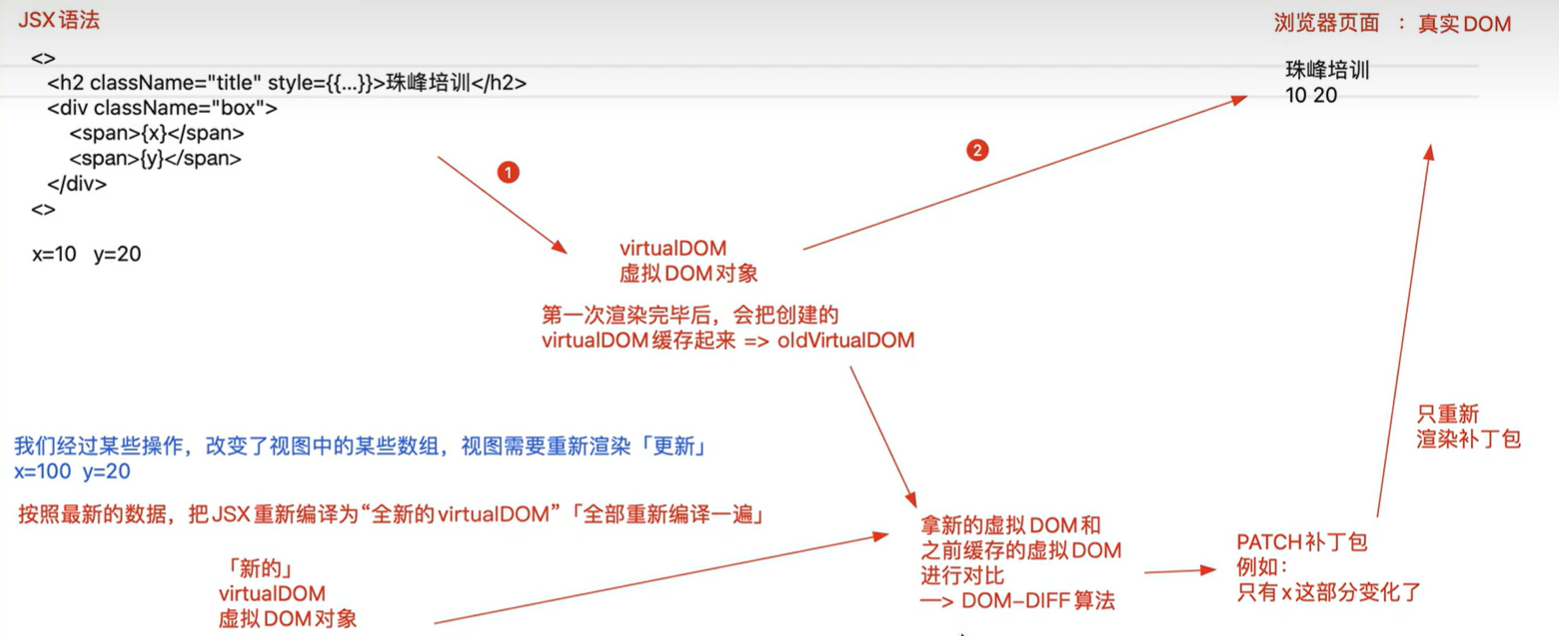 JSX语法
<>
<h2 className="title" style={{...}}>珠峰培训</h2>
<div className="box">
<span>{x}</span>
<span>{y}</span>
</div>
<>
x=10 y=20
浏览器页面 : 真实DOM
珠峰培训
10 20
1
2
virtualDOM
虚拟DOM对象
第一次渲染完毕后，会把创建的
virtualDOM缓存起来 => oldVirtualDOM
我们经过某些操作，改变了视图中的某些数组，视图需要重新渲染「更新」
x=100 y=20
按照最新的数据，把JSX重新编译为“全新的virtualDOM”「全部重新编译一遍」
「新的」
virtualDOM
虚拟DOM对象
拿新的虚拟DOM和
之前缓存的虚拟DOM
进行对比
—> DOM-DIFF算法
PATCH补丁包
例如：
只有x这部分变化了
只重新
渲染补丁包